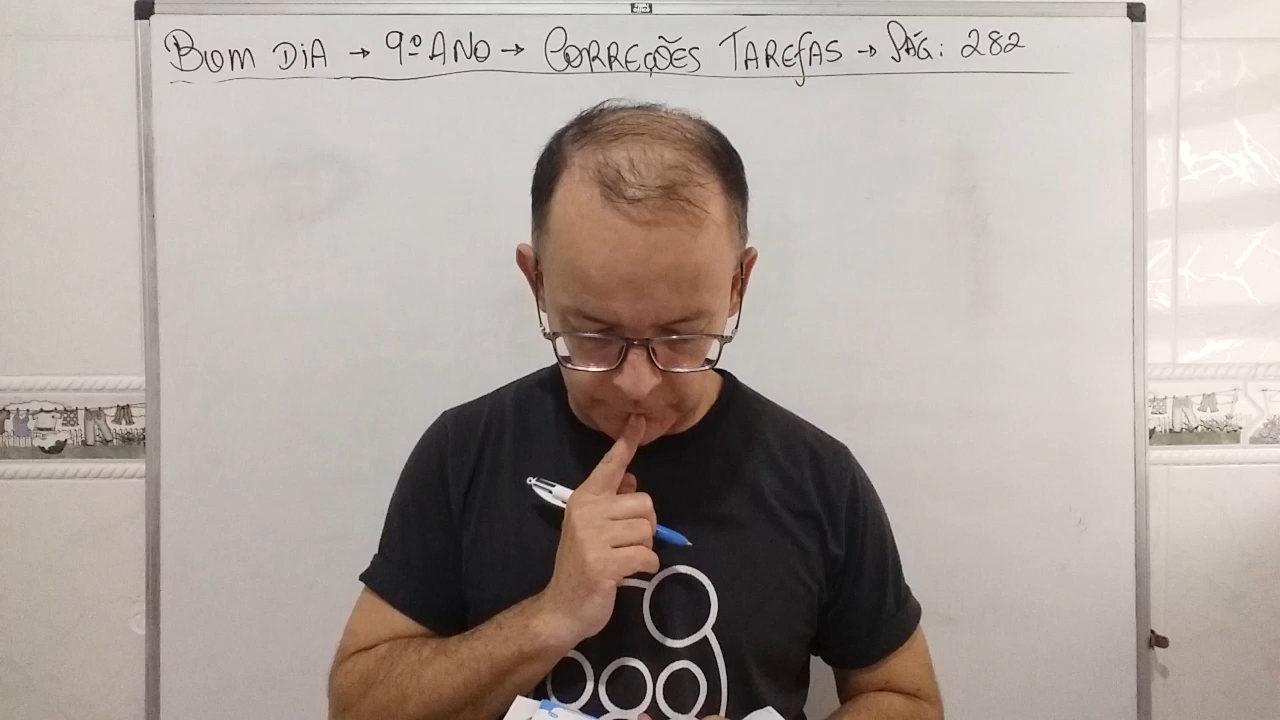 BOM DIA → 9º ANO → CORREÇÕES TAREFAS → PÁG: 282